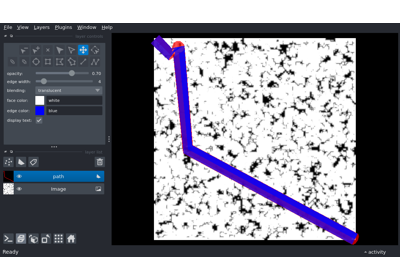 File View Layers Plugins Window Help
opacity: 0.70
edge width: 4
blending: translucent
face color: white
edge color: blue
display text:
path
Image
Ready activity